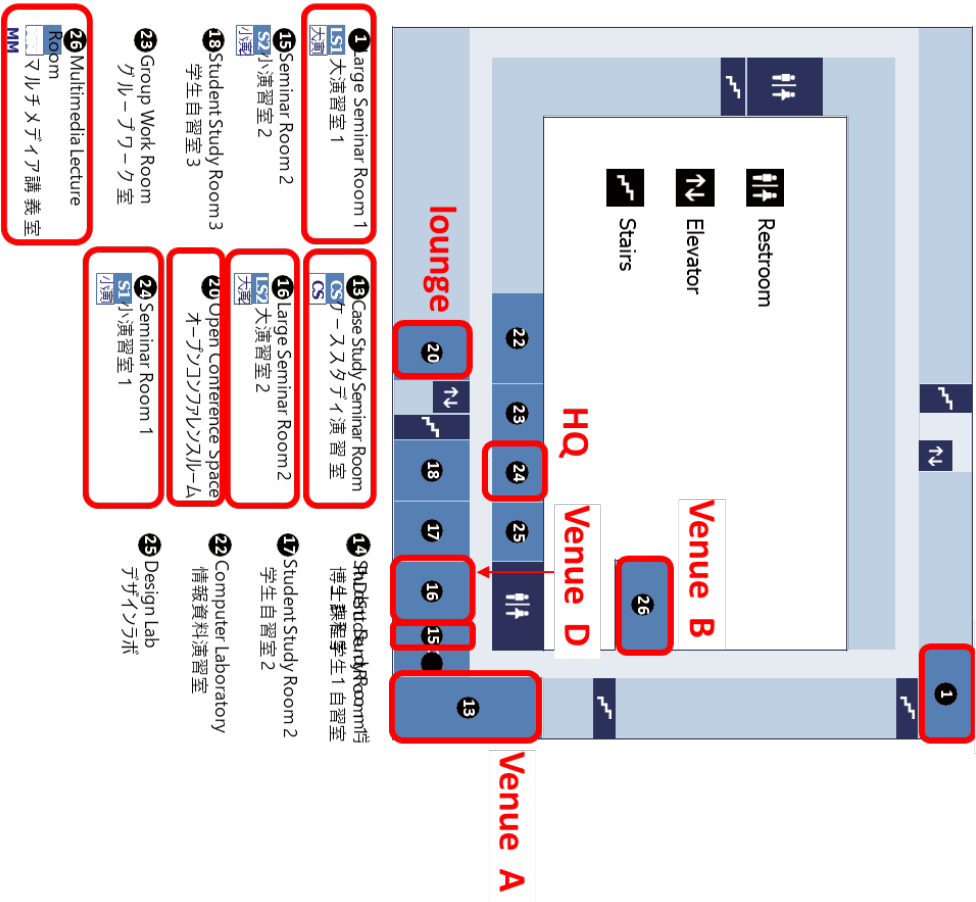 1
Restroom
Elevator
Venue B
Stairs
26
HQ
Venue D
22 23 24 25
Venue A
13
lounge
20 18 17 16 15
1 Large Seminar Room 1
LS1 大演習室 1
大演
13 Case Study Seminar Room
CS ケーススタディ演習室
CS
14
15 Seminar Room 2
S2 小演習室 2
小演
16 Large Seminar Room 2
LS2 大演習室 2
大演
17 Student Study Room 2
学生自習室 2
18 Student Study Room 3
学生自習室 3
20 Open Conference Space
オープンコンファレンスルーム
22 Computer Laboratory
情報資料演習室
23 Group Work Room
グループワーク室
24 Seminar Room 1
S1 小演習室 1
小演
25 Design Lab
デザインラボ
26 Multimedia Lecture
Room
マルチメディア講義室
MM